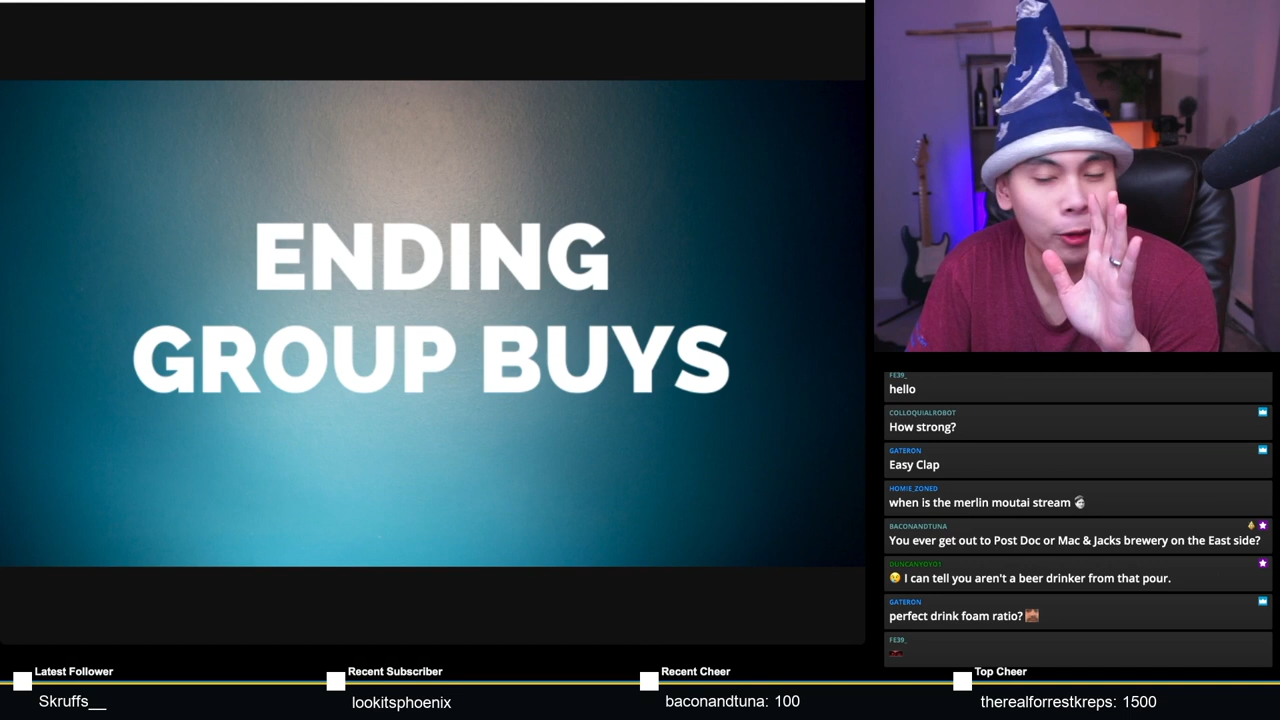 ENDING
GROUP BUYS
FE39_
hello
COLLOQUIALROBOT
How strong?
GATERON
Easy Clap
HOMIE_ZONED
when is the merlin moutai stream
BACONANDTUNA
You ever get out to Post Doc or Mac & Jacks brewery on the East side?
DUNCANYOYO1
I can tell you aren't a beer drinker from that pour.
GATERON
perfect drink foam ratio?
FE39_
Latest Follower
Skruffs__
Recent Subscriber
lookitsphoenix
Recent Cheer
baconandtuna: 100
Top Cheer
therealforrestkreps: 1500